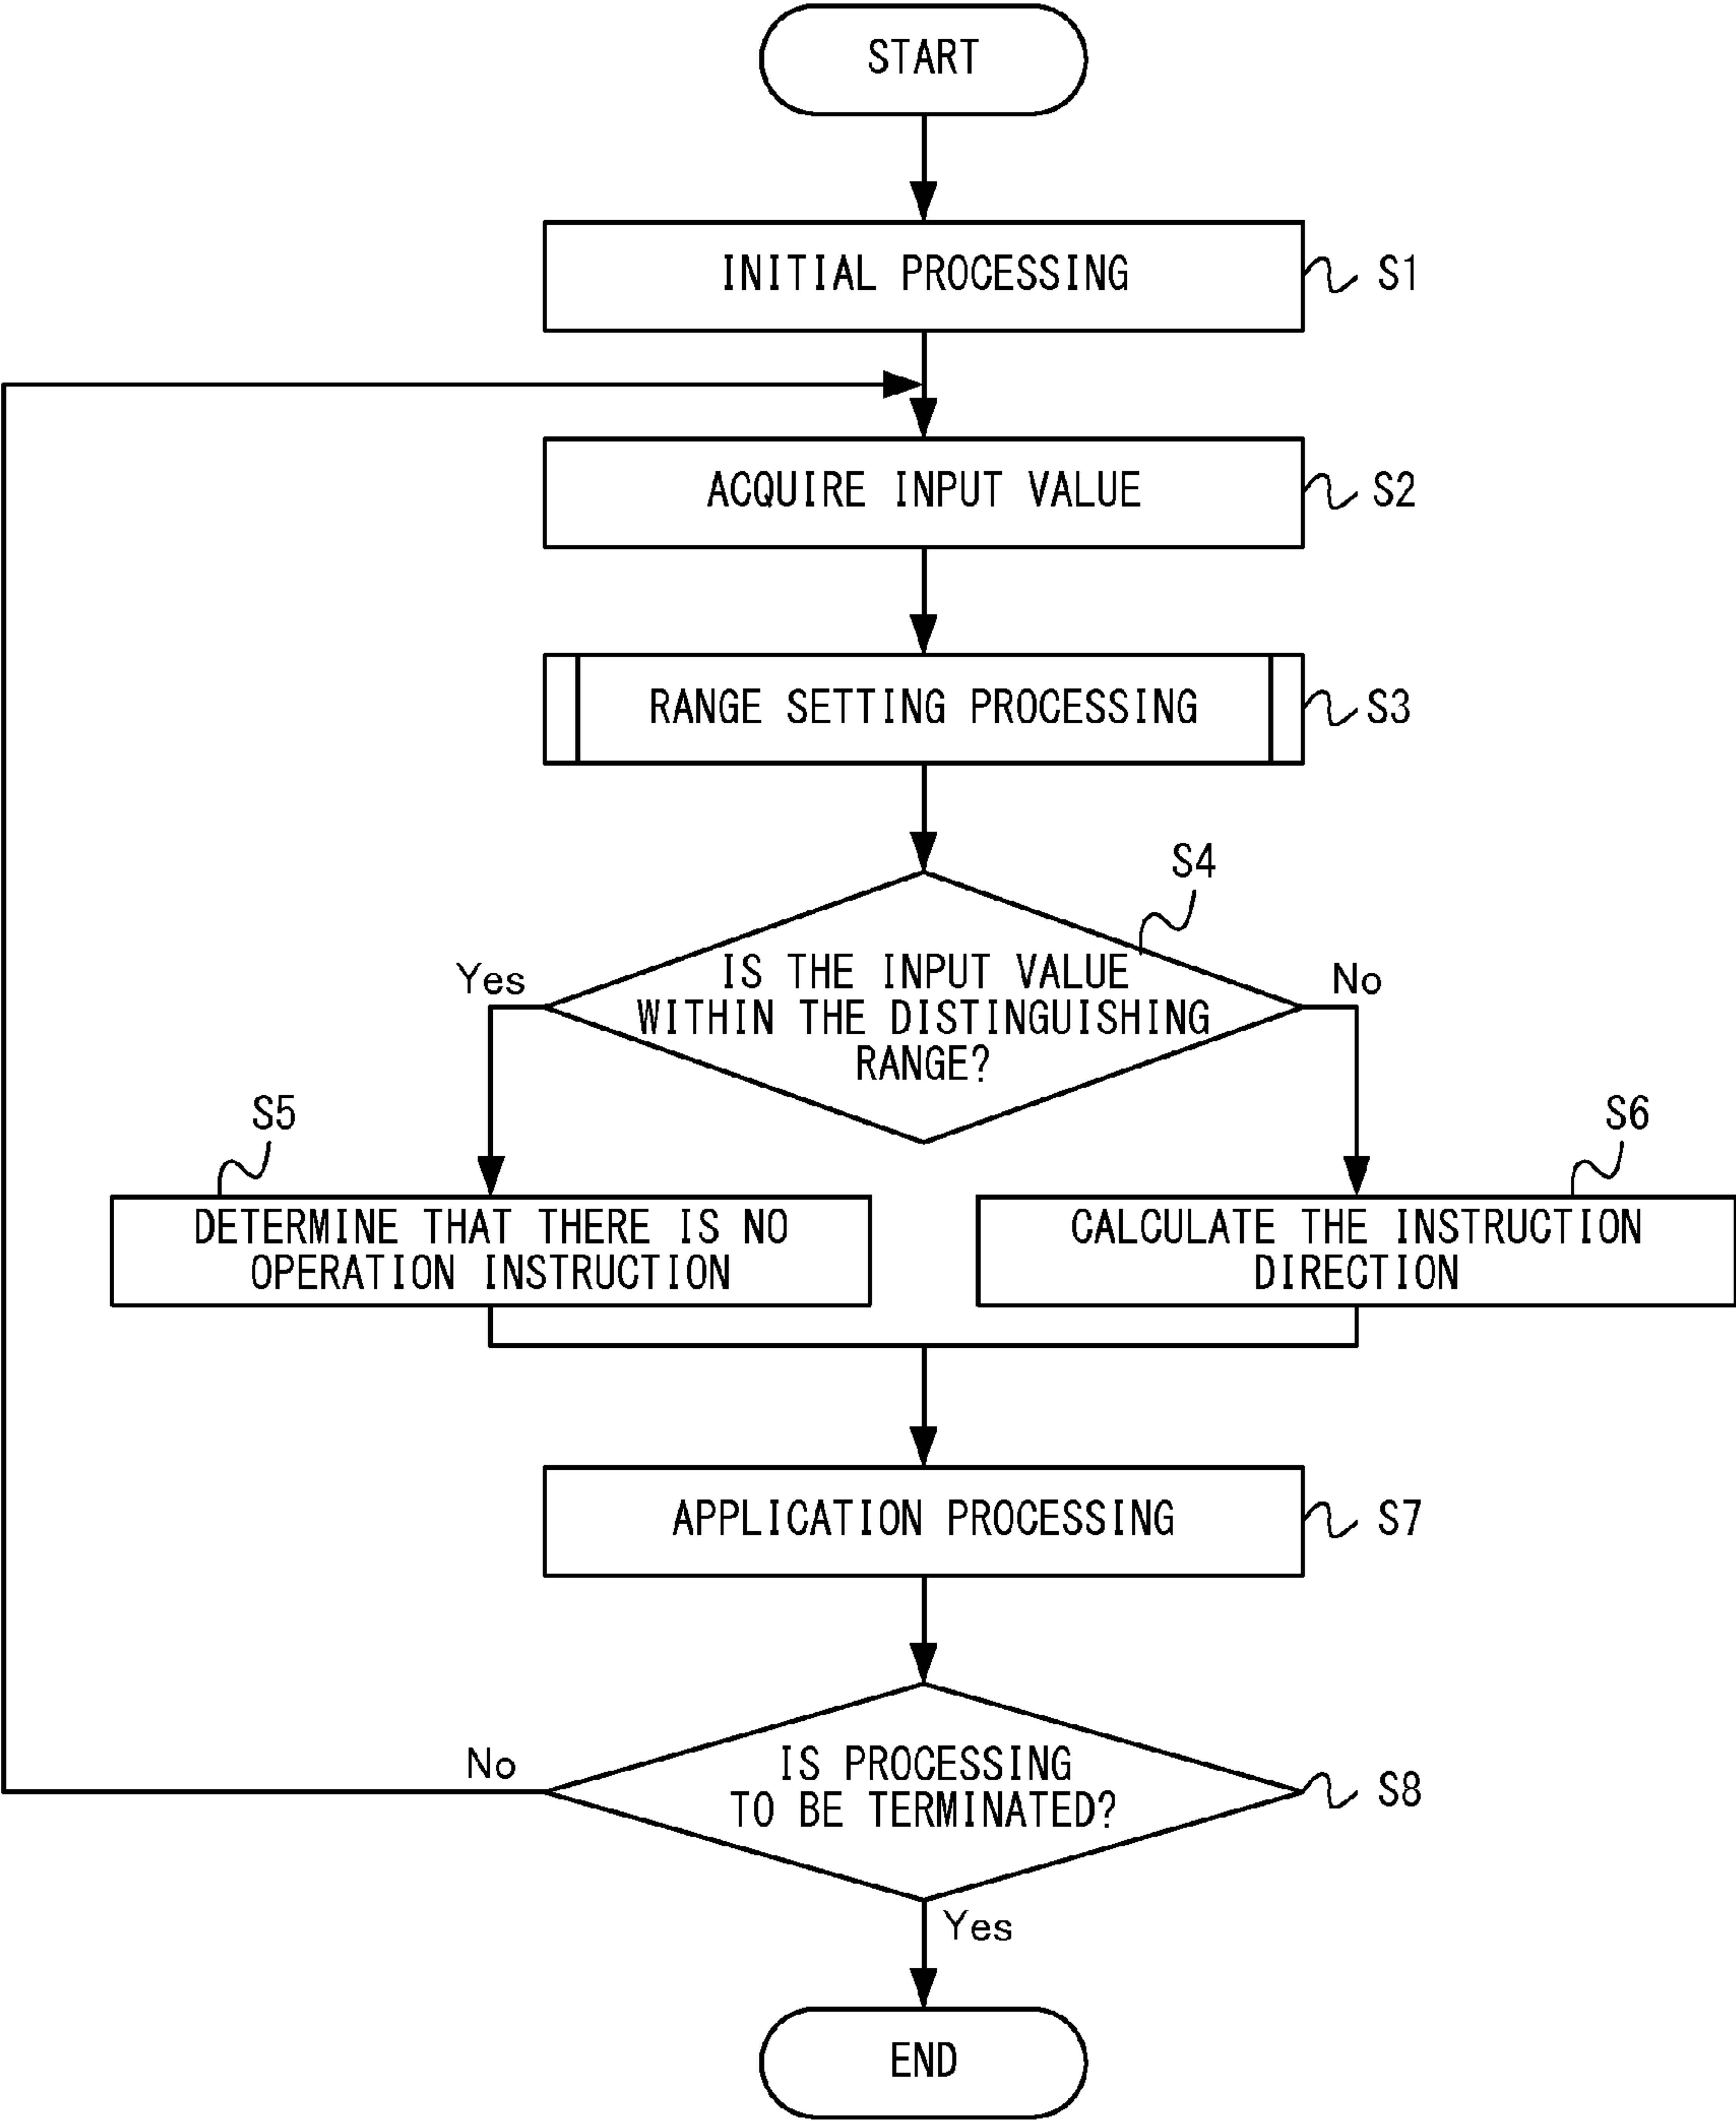 START
INITIAL PROCESSING
S1
ACQUIRE INPUT VALUE
S2
RANGE SETTING PROCESSING
S3
S4
IS THE INPUT VALUE
WITHIN THE DISTINGUISHING
RANGE?
Yes
No
S5
DETERMINE THAT THERE IS NO
OPERATION INSTRUCTION
S6
CALCULATE THE INSTRUCTION
DIRECTION
APPLICATION PROCESSING
S7
IS PROCESSING
TO BE TERMINATED?
No
S8
Yes
END